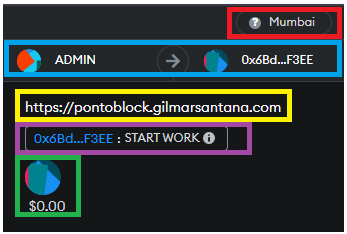 Mumbai
ADMIN 0x6Bd...F3EE
https://pontoblock.gilmarsantana.com
0x6Bd...F3EE : START WORK
$0.00